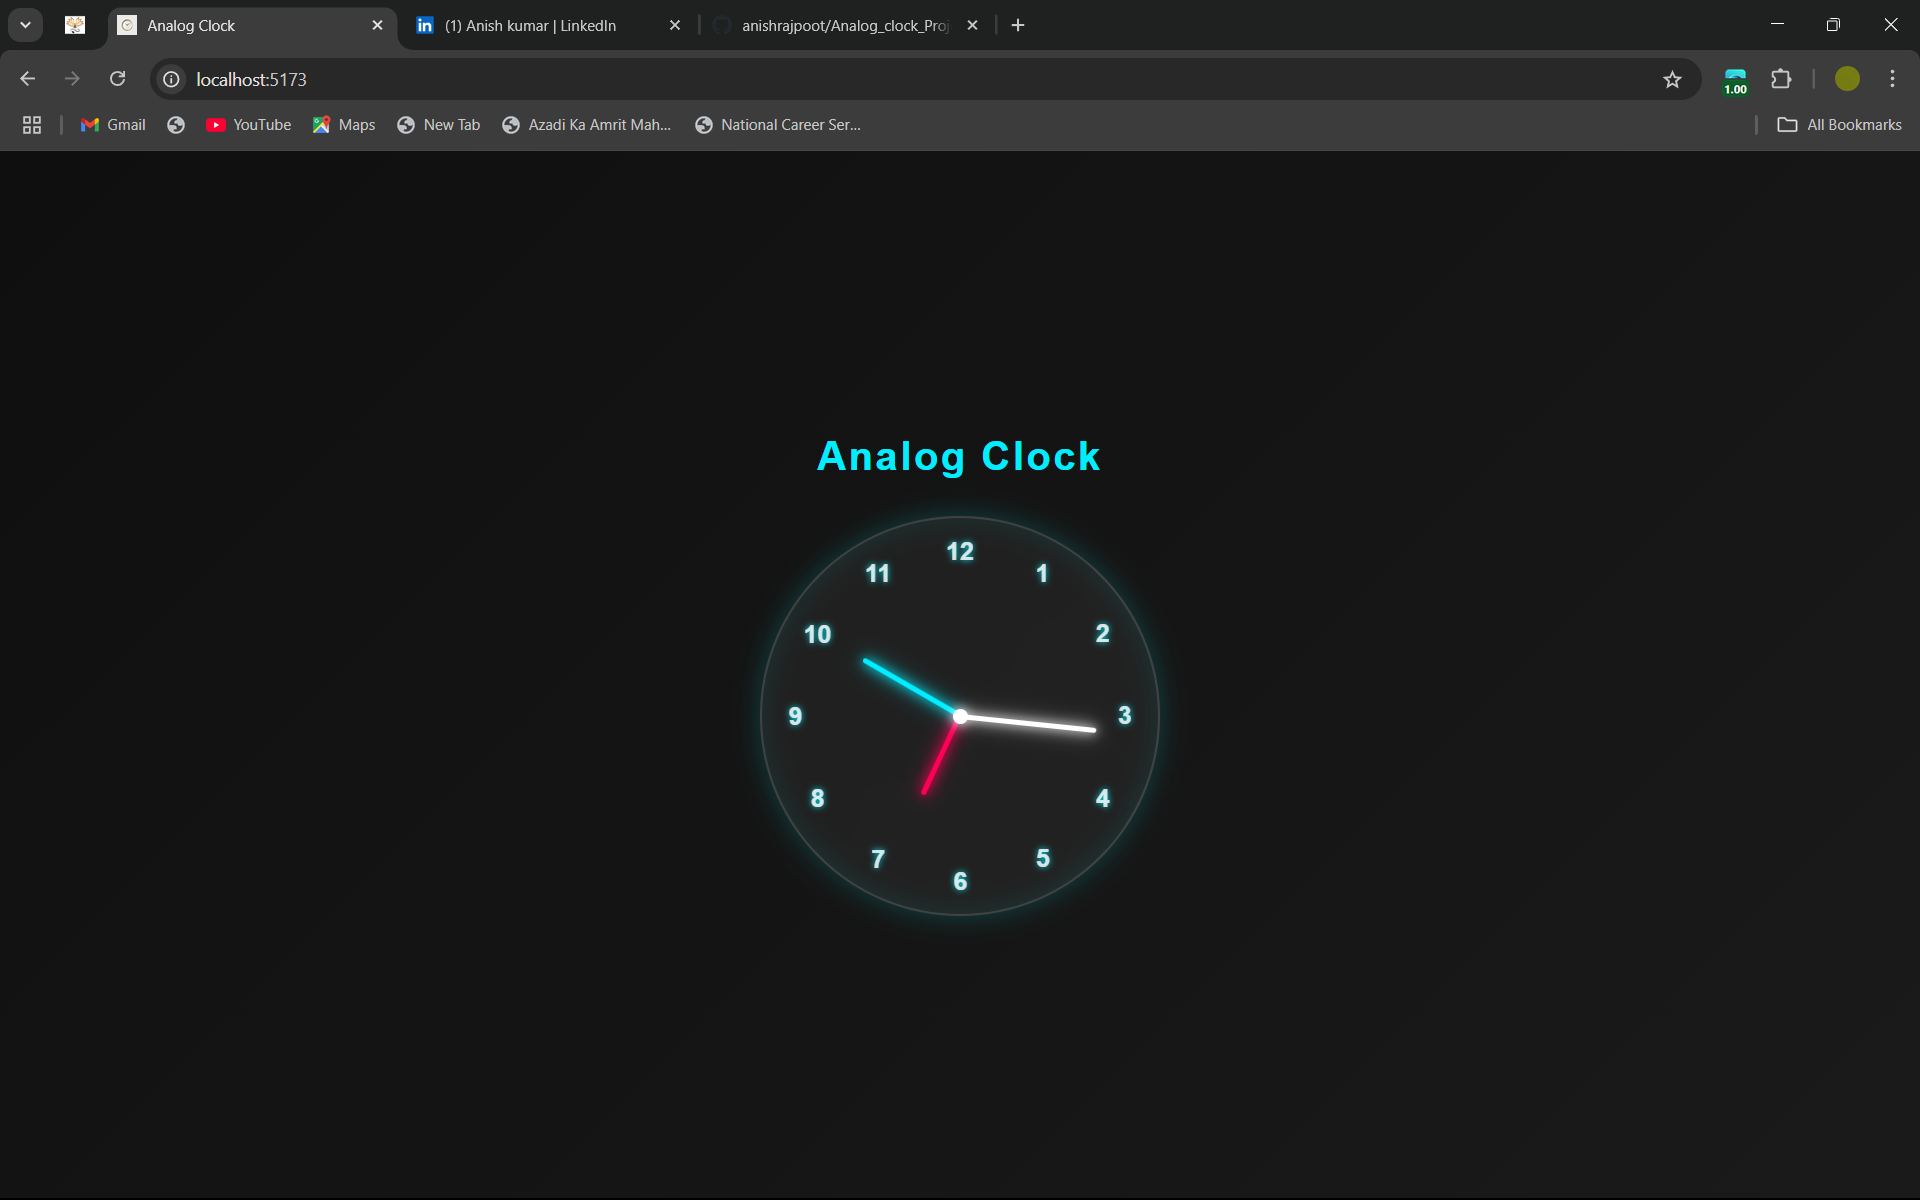 Analog Clock
(1) Anish kumar | LinkedIn
anishrajpoot/Analog_clock_Proj
localhost:5173
1.00
Gmail
YouTube
Maps
New Tab
Azadi Ka Amrit Mah...
National Career Ser...
All Bookmarks
Analog Clock
12
11
1
10
2
9
3
8
4
7
5
6